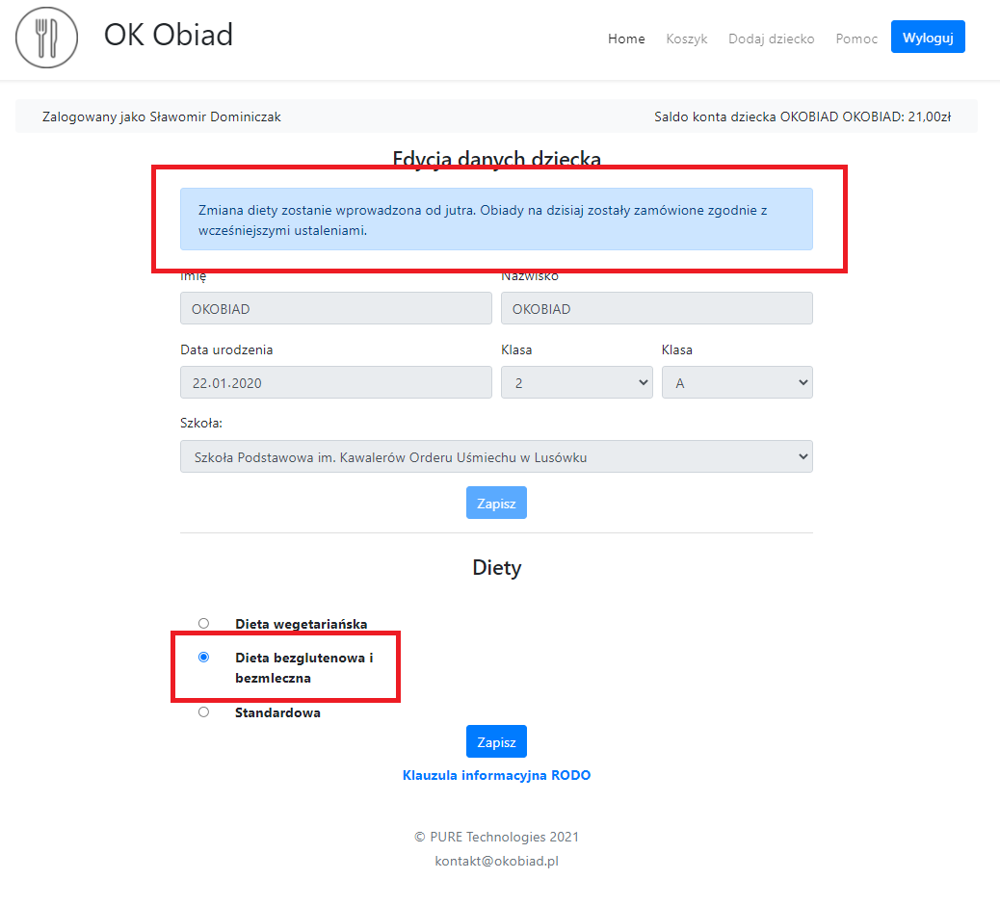 OK Obiad
Home Koszyk Dodaj dziecko Pomoc Wyloguj
Zalogowany jako Sławomir Dominiczak Saldo konta dziecka OKOBIAD OKOBIAD: 21,00zł
Edycja danych dziecka
Zmiana diety zostanie wprowadzona od jutra. Obiady na dzisiaj zostały zamówione zgodnie z
wcześniejszymi ustaleniami.
Imię Nazwisko
OKOBIAD OKOBIAD
Data urodzenia Klasa Klasa
22.01.2020 2 A
Szkoła:
Szkoła Podstawowa im. Kawalerów Orderu Uśmiechu w Lusówku
Zapisz
Diety
Dieta wegetariańska
Dieta bezglutenowa i
bezmleczna
Standardowa
Zapisz
Klauzula informacyjna RODO
© PURE Technologies 2021
kontakt@okobiad.pl